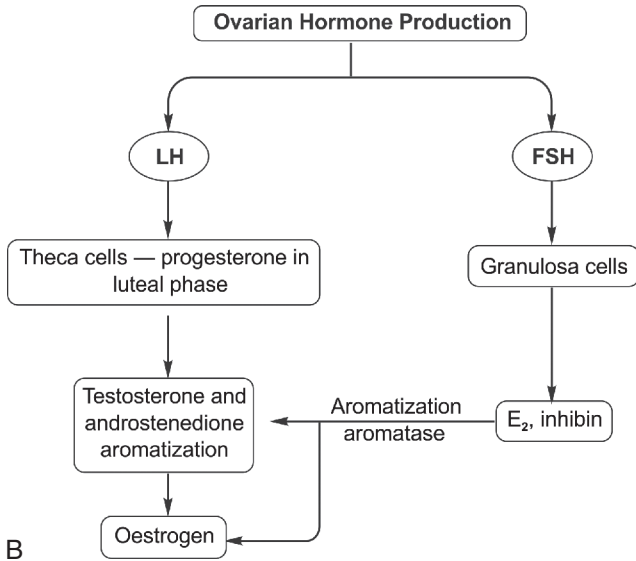 Ovarian Hormone Production
LH
FSH
Theca cells — progesterone in
luteal phase
Granulosa cells
Testosterone and
androstenedione
aromatization
Aromatization
aromatase
E₂, inhibin
Oestrogen
B